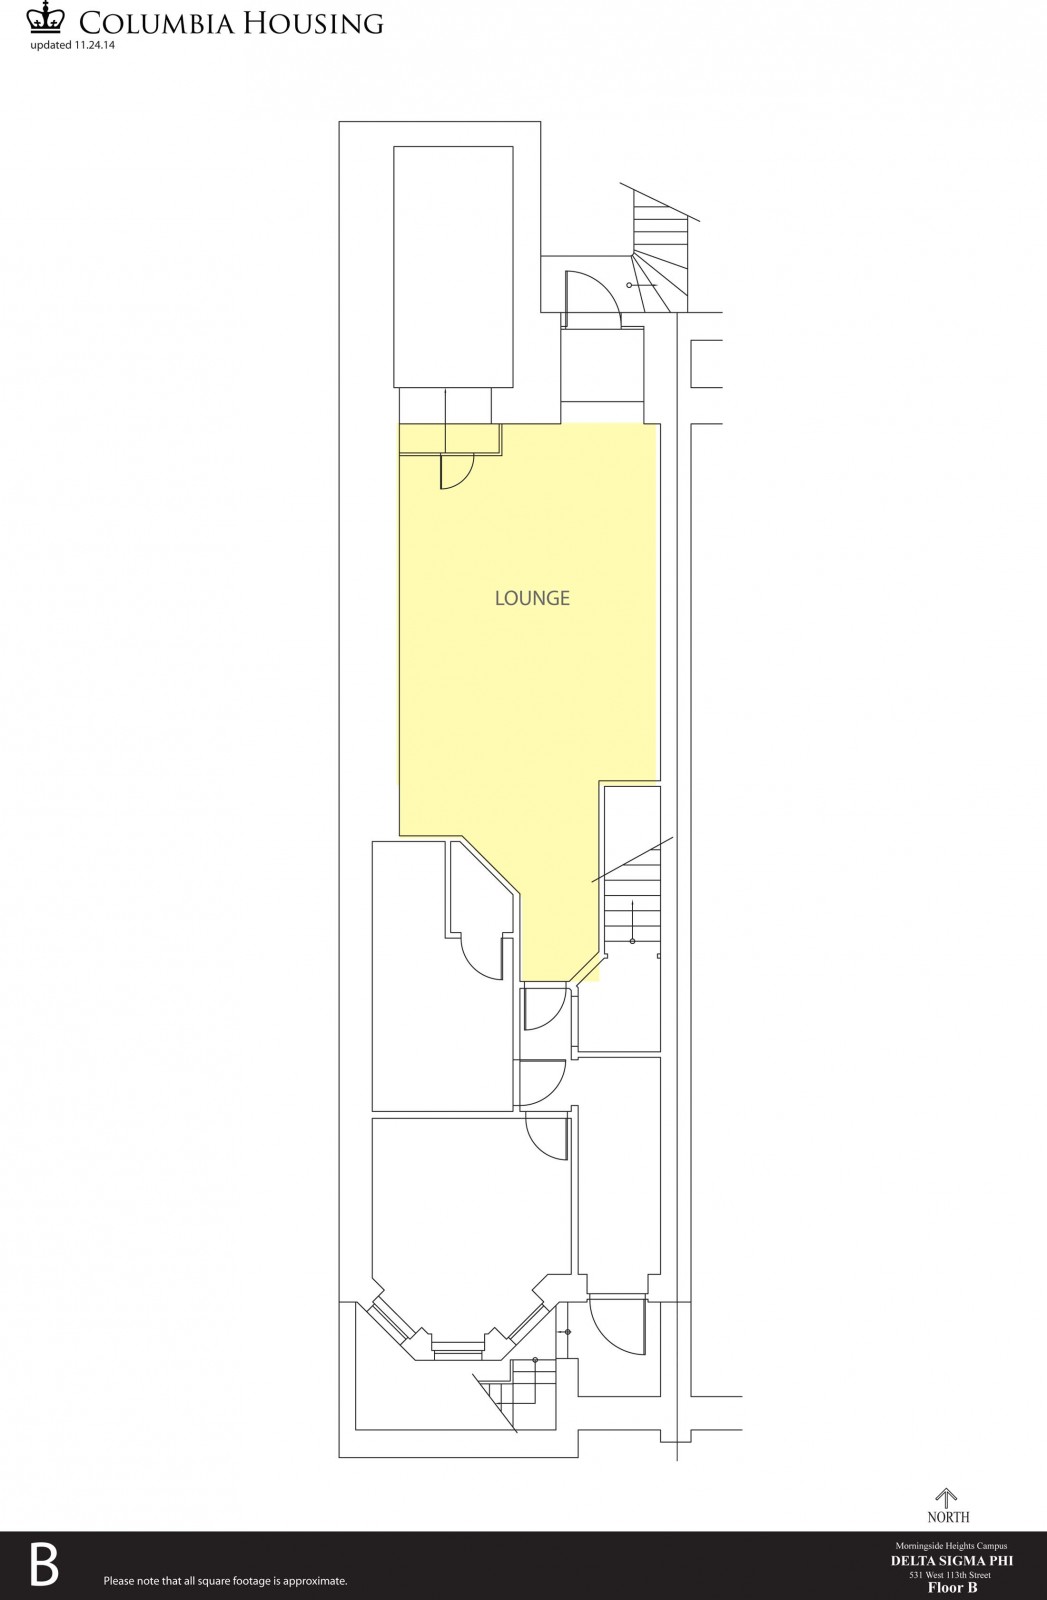 COLUMBIA HOUSING
updated 11.24.14
LOUNGE
NORTH
B
Please note that all square footage is approximate.
Morningside Heights Campus
DELTA SIGMA PHI
531 West 113th Street
Floor B